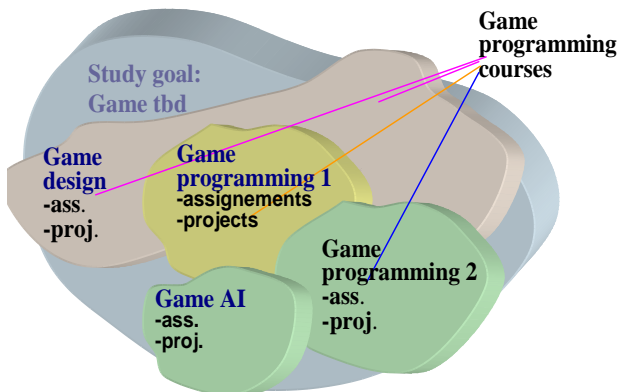 Game
programming
courses
Study goal:
Game tbd
Game
design
-ass.
-proj.
Game
programming 1
-assignements
-projects
Game
programming 2
-ass.
-proj.
Game AI
-ass.
-proj.